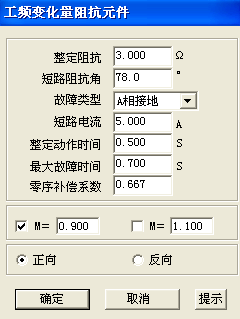 工频变化量阻抗元件
整定阻抗 3.000 Ω
短路阻抗角 78.0 °
故障类型 A相接地
短路电流 5.000 A
整定动作时间 0.500 S
最大故障时间 0.700 S
零序补偿系数 0.667
M= 0.900 M= 1.100
正向 反向
确定 取消 提示